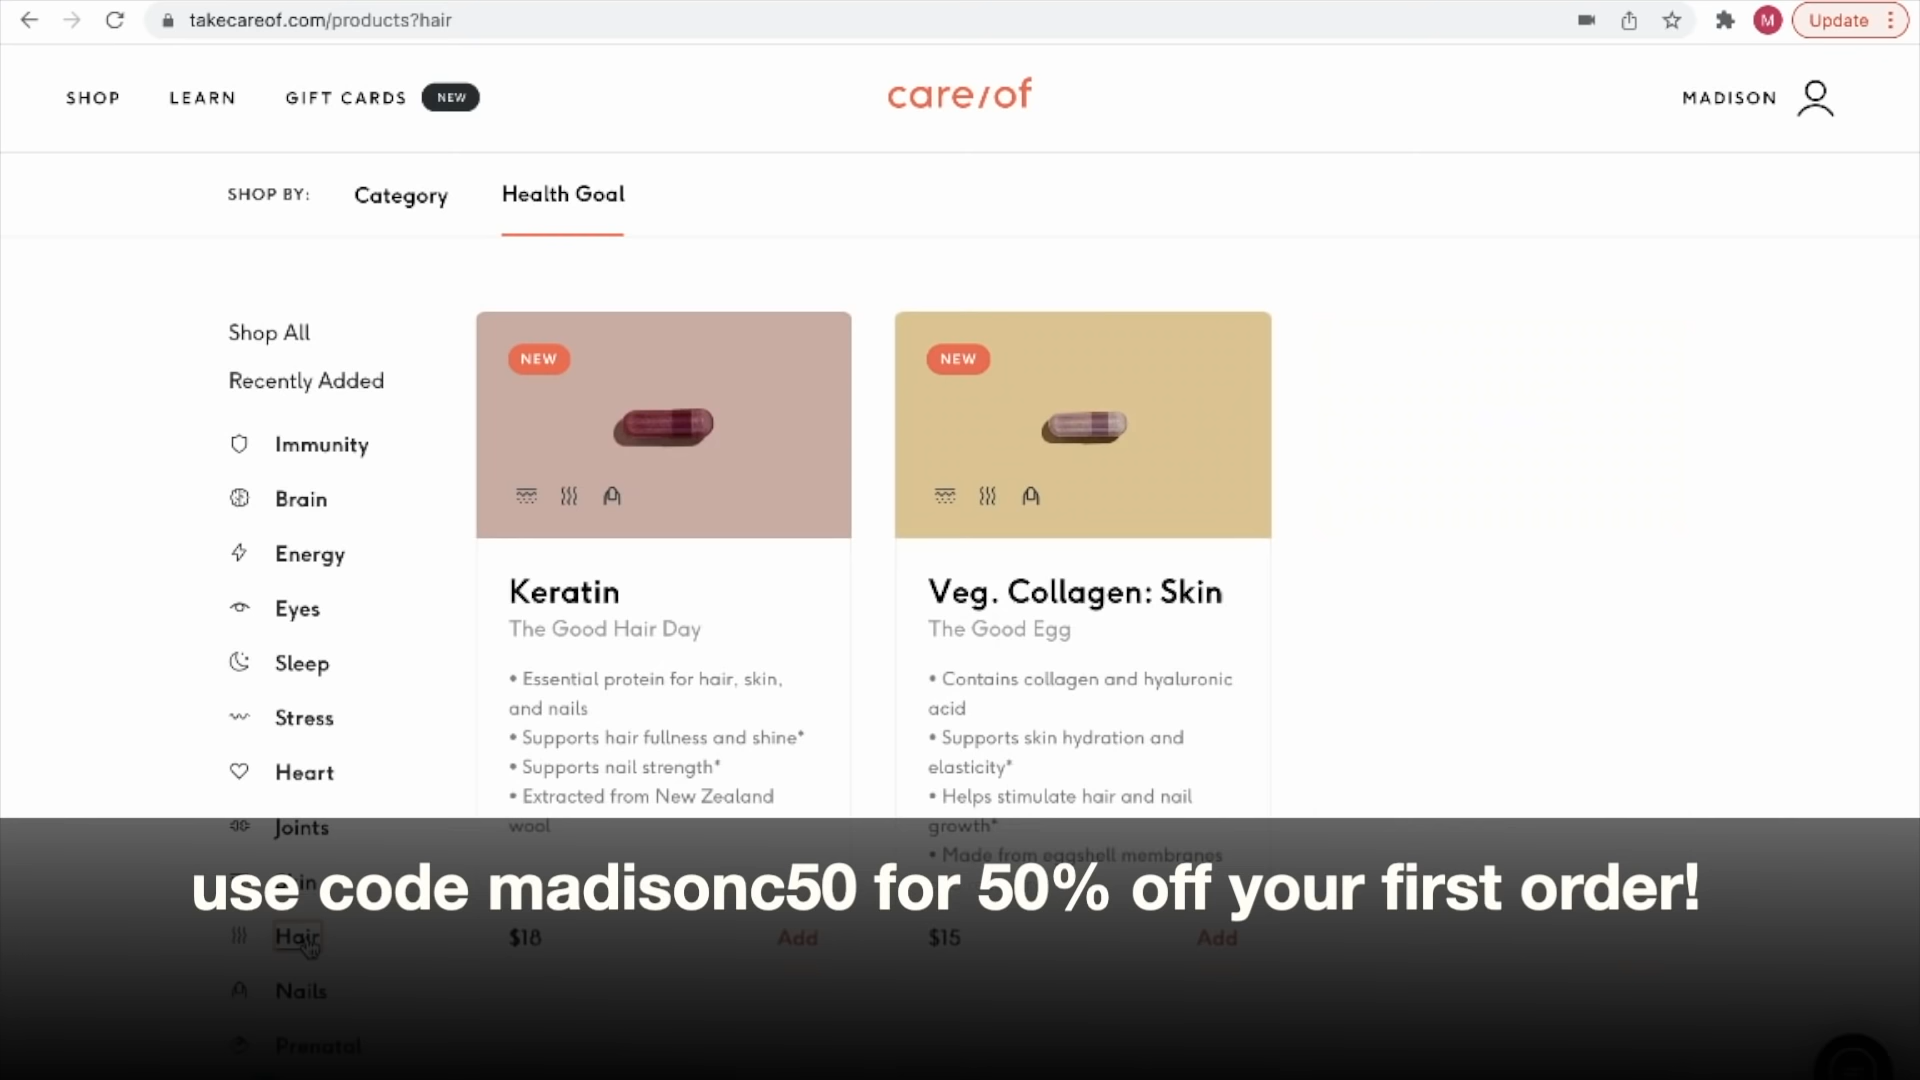 takecareof.com/products?hair
M
Update
SHOP
LEARN
GIFT CARDS
NEW
care/of
MADISON
SHOP BY:
Category
Health Goal
Shop All
Recently Added
Immunity
Brain
Energy
Eyes
Sleep
Stress
Heart
Joints
Skin
Hair
Nails
Prenatal
NEW
Keratin
The Good Hair Day
• Essential protein for hair, skin,
and nails
• Supports hair fullness and shine*
• Supports nail strength*
• Extracted from New Zealand
wool
$18
Add
NEW
Veg. Collagen: Skin
The Good Egg
• Contains collagen and hyaluronic
acid
• Supports skin hydration and
elasticity*
• Helps stimulate hair and nail
growth*
• Made from eggshell membranes
$15
Add
use code madisonc50 for 50% off your first order!